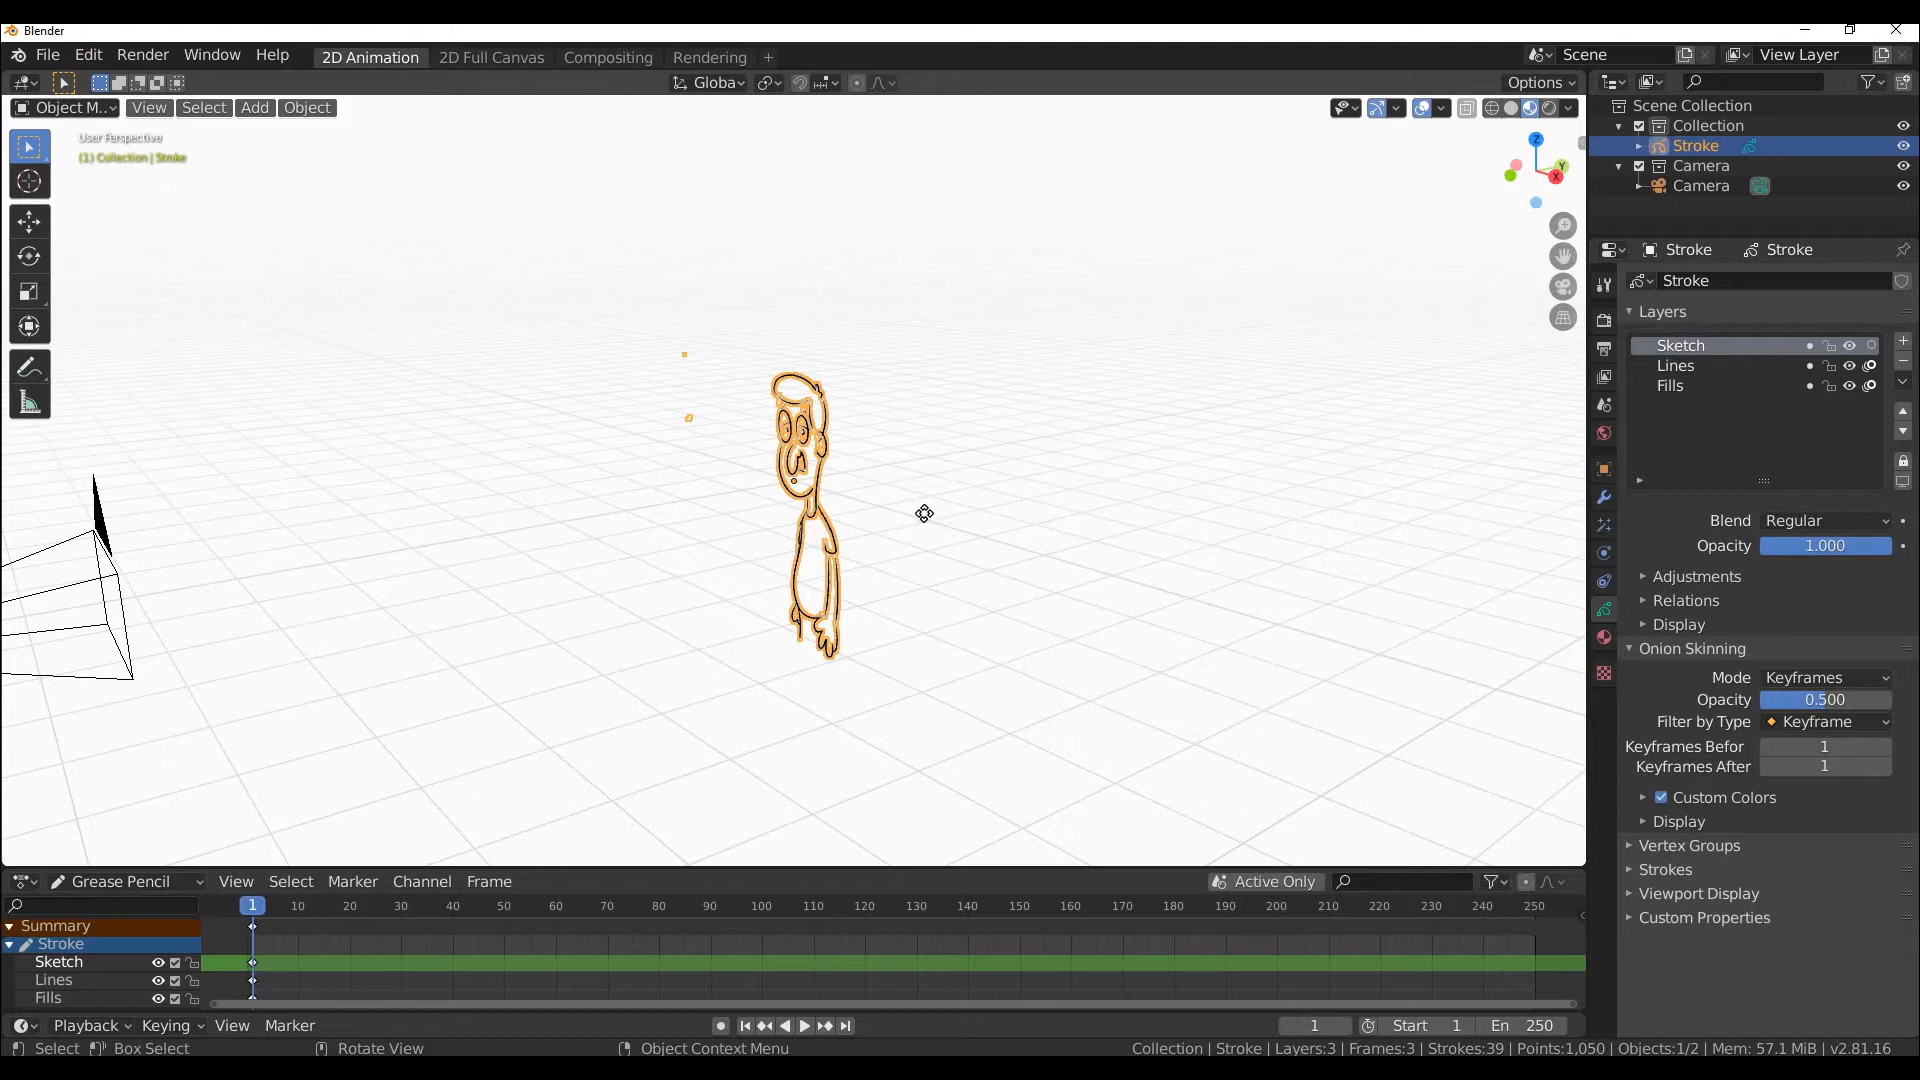 Blender
File Edit Render Window Help 2D Animation 2D Full Canvas Compositing Rendering + Scene View Layer
Globa Options
Object M.. View Select Add Object
User Perspective
(1) Collection | Stroke
Z
Y
X
Scene Collection
Collection
Stroke
Camera
Camera
Stroke Stroke
Stroke
Layers
Sketch
Lines
Fills
Blend Regular
Opacity 1.000
Adjustments
Relations
Display
Onion Skinning
Mode Keyframes
Opacity 0.500
Filter by Type Keyframe
Keyframes Befor 1
Keyframes After 1
Custom Colors
Display
Vertex Groups
Strokes
Viewport Display
Custom Properties
Grease Pencil View Select Marker Channel Frame Active Only
1 10 20 30 40 50 60 70 80 90 100 110 120 130 140 150 160 170 180 190 200 210 220 230 240 250
Summary
Stroke
Sketch
Lines
Fills
Playback Keying View Marker 1 Start 1 En 250
Select Box Select Rotate View Object Context Menu Collection | Stroke | Layers:3 | Frames:3 | Strokes:39 | Points:1,050 | Objects:1/2 | Mem: 57.1 MiB | v2.81.16